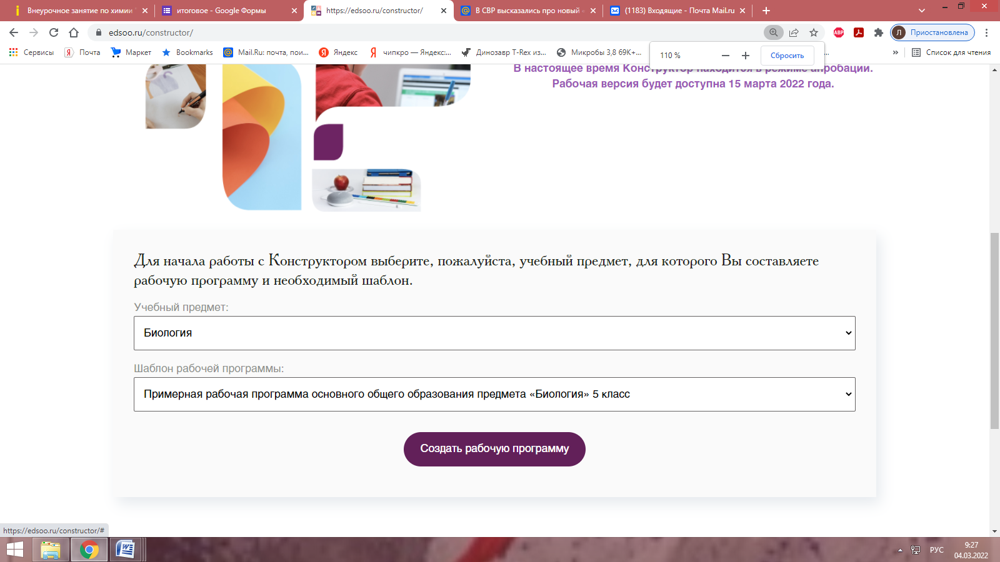 Внеурочное занятие по химии
итоговое - Google Формы
https://edsoo.ru/constructor/
В СВР высказались про новый
(1183) Входящие - Почта Mail.ru
edsoo.ru/constructor/
ABP
Л
Приостановлена
Сервисы
Почта
Маркет
Bookmarks
Mail.Ru: почта, пои...
Яндекс
чипкро — Яндекс:...
Динозавр T-Rex из...
Микробы 3,8 69K+...
»
Список для чтения
110 %
Сбросить
В настоящее время Конструктор находится в режиме апробации.
Рабочая версия будет доступна 15 марта 2022 года.
Для начала работы с Конструктором выберите, пожалуйста, учебный предмет, для которого Вы составляете
рабочую программу и необходимый шаблон.
Учебный предмет:
Биология
Шаблон рабочей программы:
Примерная рабочая программа основного общего образования предмета «Биология» 5 класс
Создать рабочую программу
https://edsoo.ru/constructor/#
РУС
9:27
04.03.2022